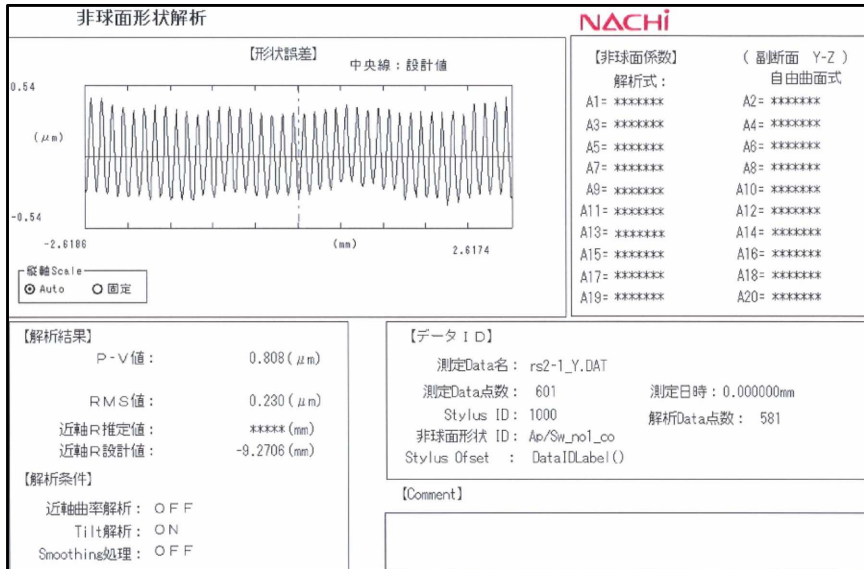 非球面形状解析
NACHi
【形状誤差】
中央線：設計値
0.54
(μm)
-0.54
-2.6186
(mm)
2.6174
縦軸Scale
Auto
固定
【非球面係数】 ( 副断面 Y-Z )
解析式： 自由曲面式
A1= ******* A2= *******
A3= ******* A4= *******
A5= ******* A6= *******
A7= ******* A8= *******
A9= ******* A10= *******
A11= ******* A12= *******
A13= ******* A14= *******
A15= ******* A16= *******
A17= ******* A18= *******
A19= ******* A20= *******
【解析結果】
P-V値： 0.808(μm)
RMS値： 0.230(μm)
近軸R推定値： *****(mm)
近軸R設計値： -9.2706(mm)
【解析条件】
近軸曲率解析： OFF
Tilt解析： ON
Smoothing処理： OFF
【データID】
測定Data名： rs2-1_Y.DAT
測定Data点数： 601 測定日時：0.000000mm
Stylus ID： 1000 解析Data点数： 581
非球面形状 ID： Ap/Sw_no1_co
Stylus Ofset ： DataIDLabel()
【Comment】